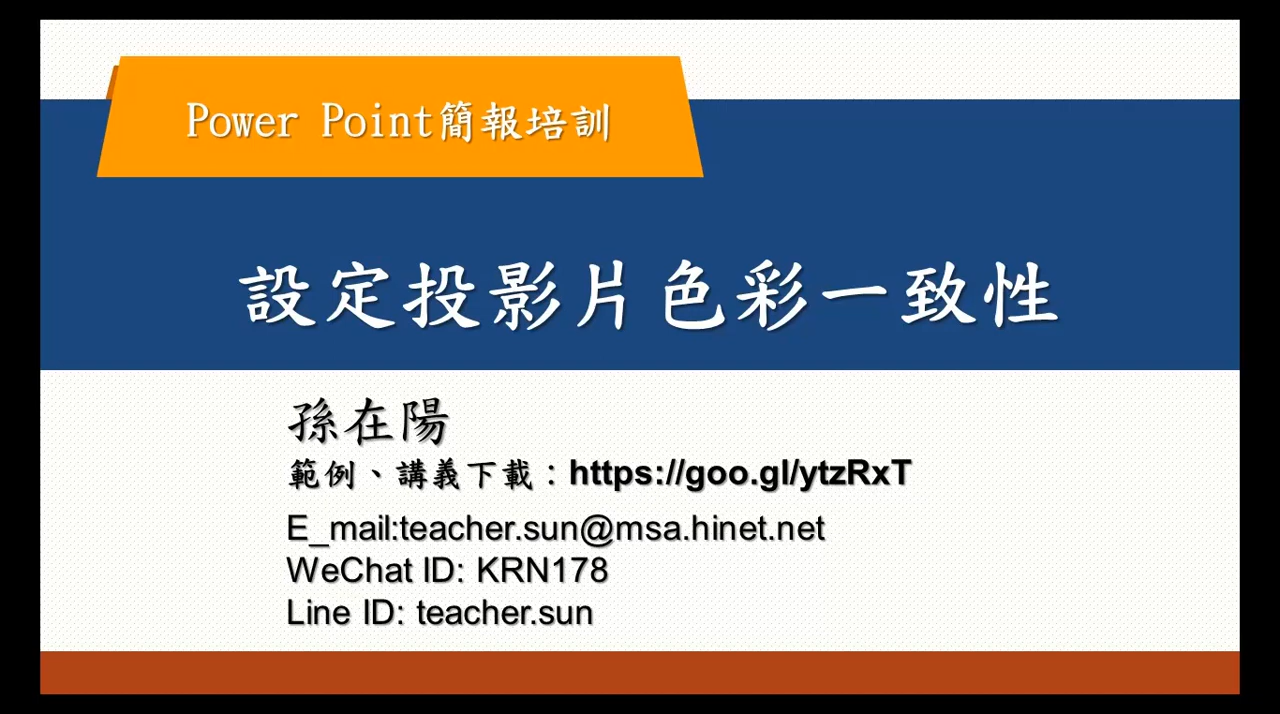 Power Point簡報培訓
設定投影片色彩一致性
孫在陽
範例、講義下載：https://goo.gl/ytzRxT
E_mail:teacher.sun@msa.hinet.net
WeChat ID: KRN178
Line ID: teacher.sun